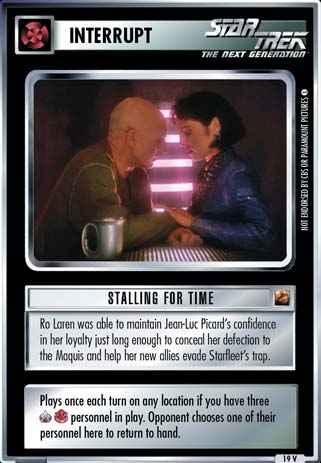 INTERRUPT
STAR TREK
THE NEXT GENERATION
NOT ENDORSED BY CBS OR PARAMOUNT PICTURES
STALLING FOR TIME
Ro Laren was able to maintain Jean-Luc Picard's confidence
in her loyalty just long enough to conceal her defection to
the Maquis and help her new allies evade Starfleet's trap.
Plays once each turn on any location if you have three
personnel in play. Opponent chooses one of their
personnel here to return to hand.
19 V